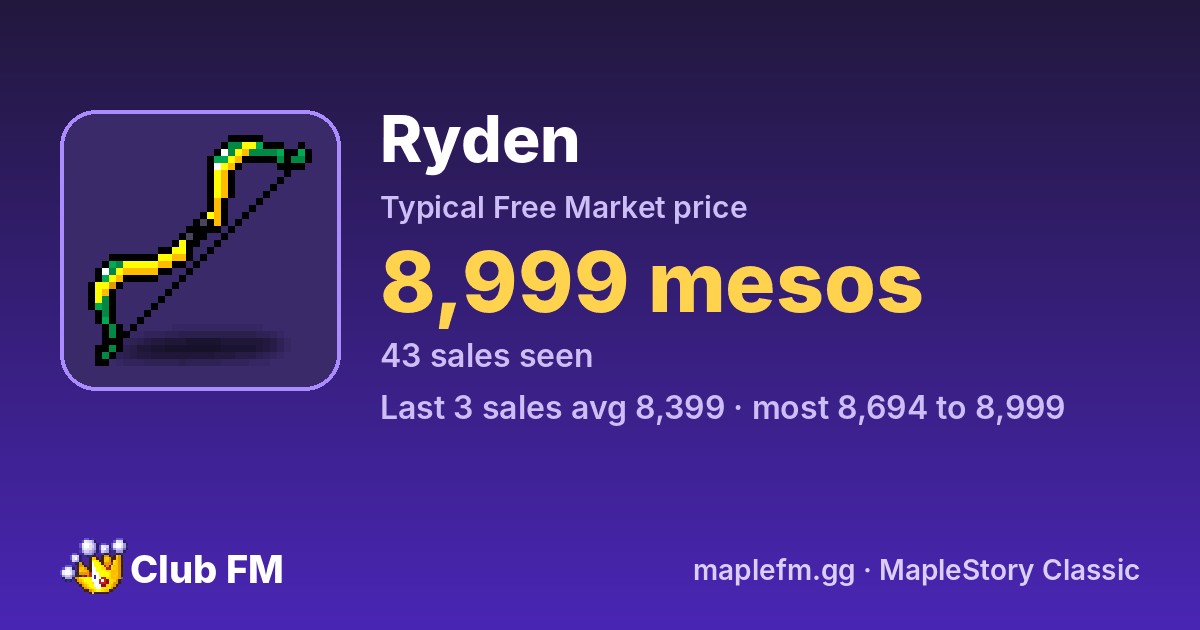 Ryden
Typical Free Market price
8,999 mesos
43 sales seen
Last 3 sales avg 8,399 · most 8,694 to 8,999
Club FM
maplefm.gg · MapleStory Classic